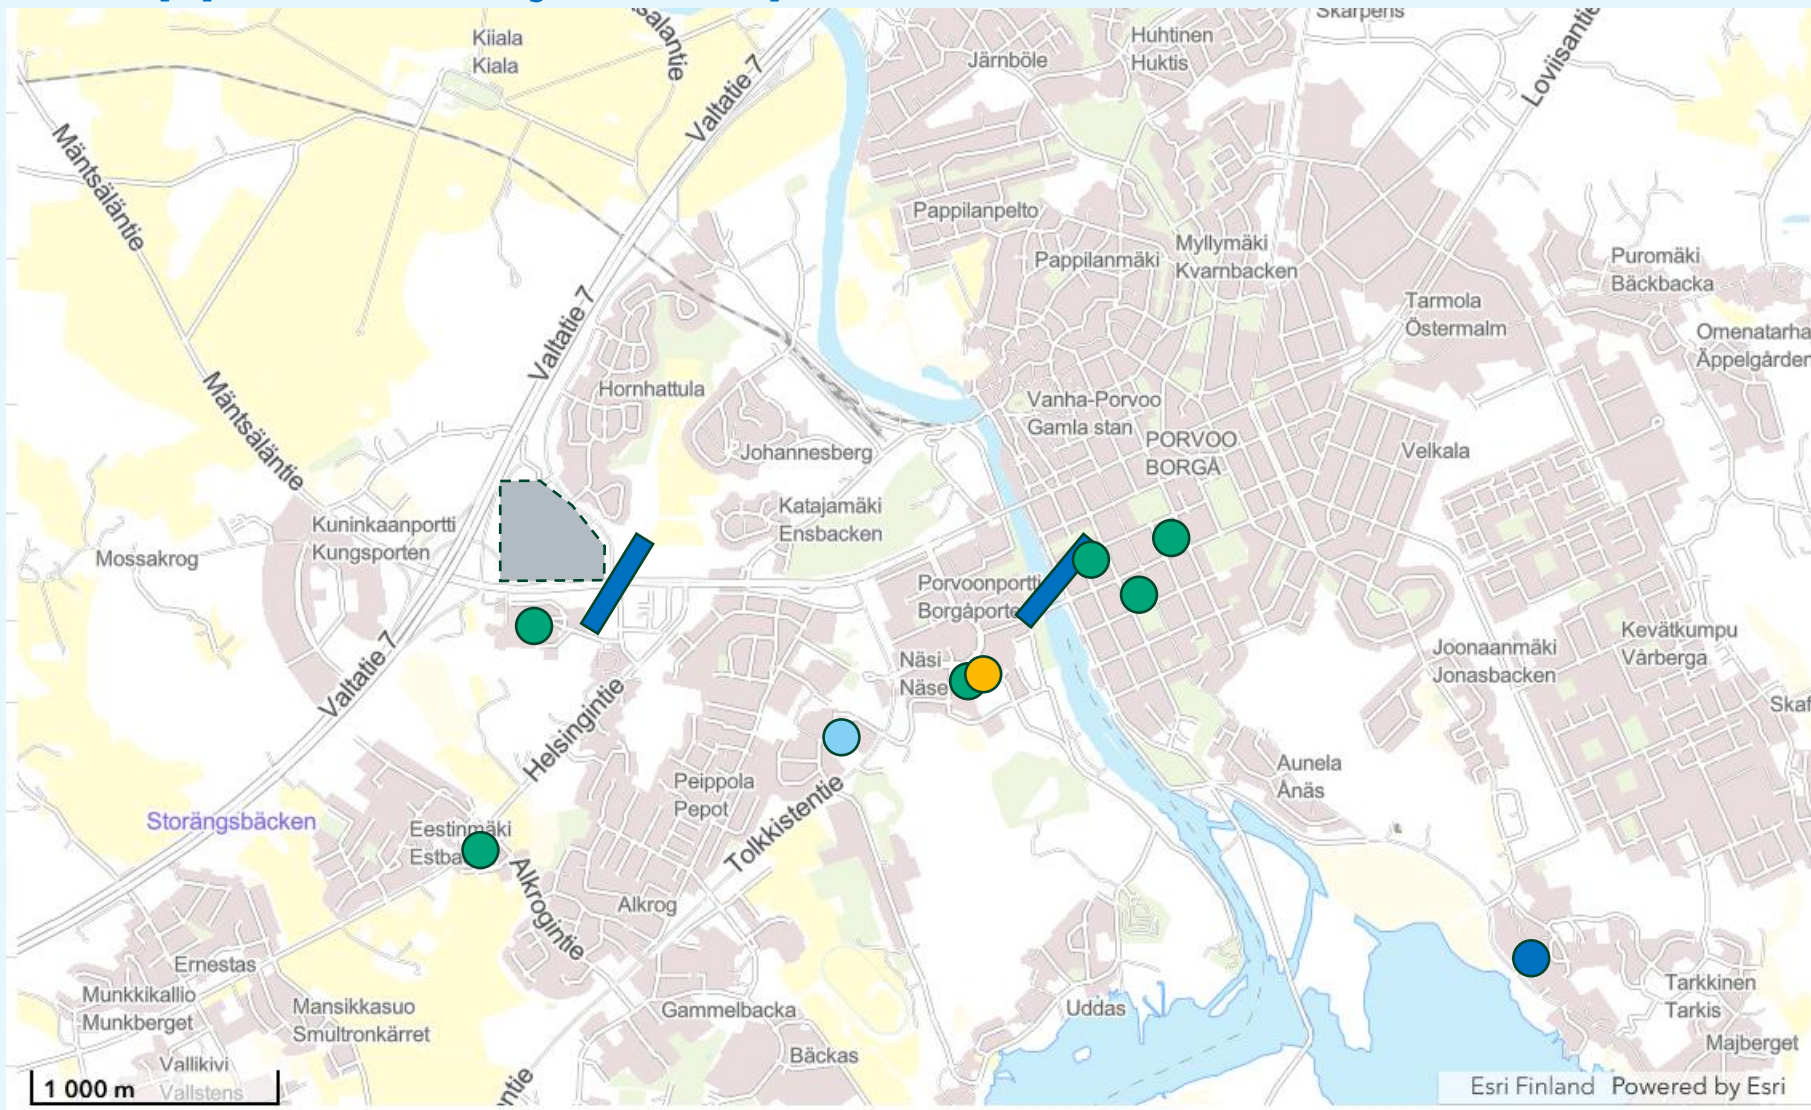 Skarpens
Kiiala
Kiala
Valtatie 7
Järnböle
Huhtinen
Huktis
Loviisantie
Mäntsäläntie
Pappilanpelto
Pappilanmäki
Myllymäki
Kvarnbacken
Puromäki
Bäckbacka
Tarmola
Östermalm
Omenatarha
Äppelgården
Valtatie 7
Hornhattula
Mäntsäläntie
Vanha-Porvoo
Gamla stan
PORVOO
BORGÅ
Velkala
Johannesberg
Katajamäki
Ensbacken
Kuninkaanportti
Kungsporten
Mossakrog
Porvoonportti
Borgåporte
Näsi
Näse
Joonaanmäki
Jonasbacken
Kevätkumpu
Vårberga
Skaf
Valtatie 7
Helsingintie
Peippola
Pepot
Tolkkistentie
Aunela
Ånäs
Storängsbäcken
Eestinmäki
Estba
Alkrogintie
Alkrog
Ernestas
Munkkikallio
Munkberget
Mansikkasuo
Smultronkärret
Gammelbacka
Uddas
Tarkkinen
Tarkis
Majberget
Bäckas
Vallikivi
Vallstens
1 000 m
Esri Finland Powered by Esri